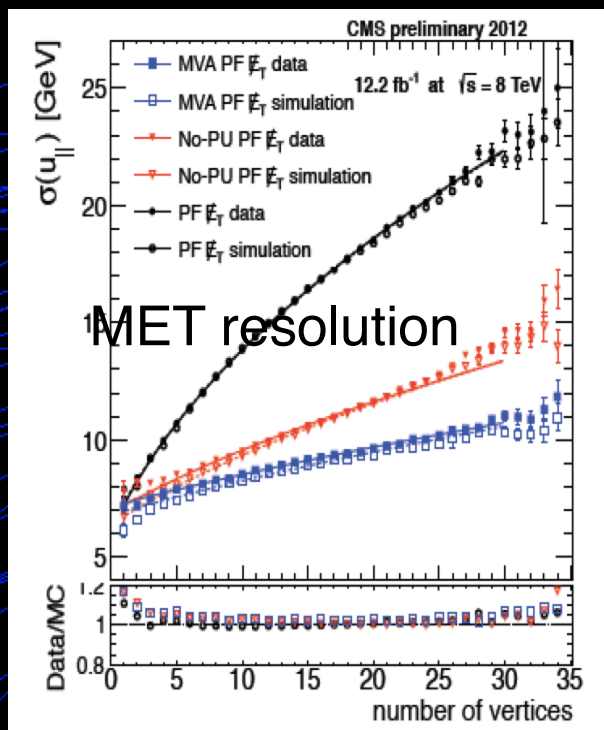 CMS preliminary 2012
σ(u||) [GeV]
MVA PF E̸T data
12.2 fb⁻¹ at √s = 8 TeV
MVA PF E̸T simulation
No-PU PF E̸T data
No-PU PF E̸T simulation
PF E̸T data
PF E̸T simulation
25
20
MET resolution
10
5
Data/MC
1.2
1
0.8
0 5 10 15 20 25 30 35
number of vertices